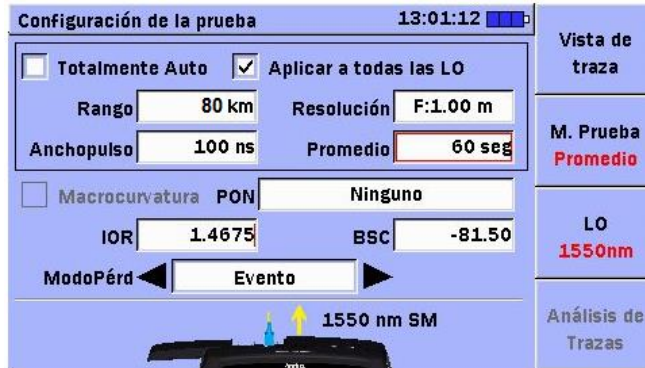 Configuración de la prueba 13:01:12
Totalmente Auto Aplicar a todas las LO
Rango 80 km Resolución F:1.00 m
Anchopulso 100 ns Promedio 60 seg
Macrocurvatura PON Ninguno
IOR 1.4675 BSC -81.50
ModoPérd Evento
1550 nm SM
Vista de
traza
M. Prueba
Promedio
LO
1550nm
Análisis de
Trazas